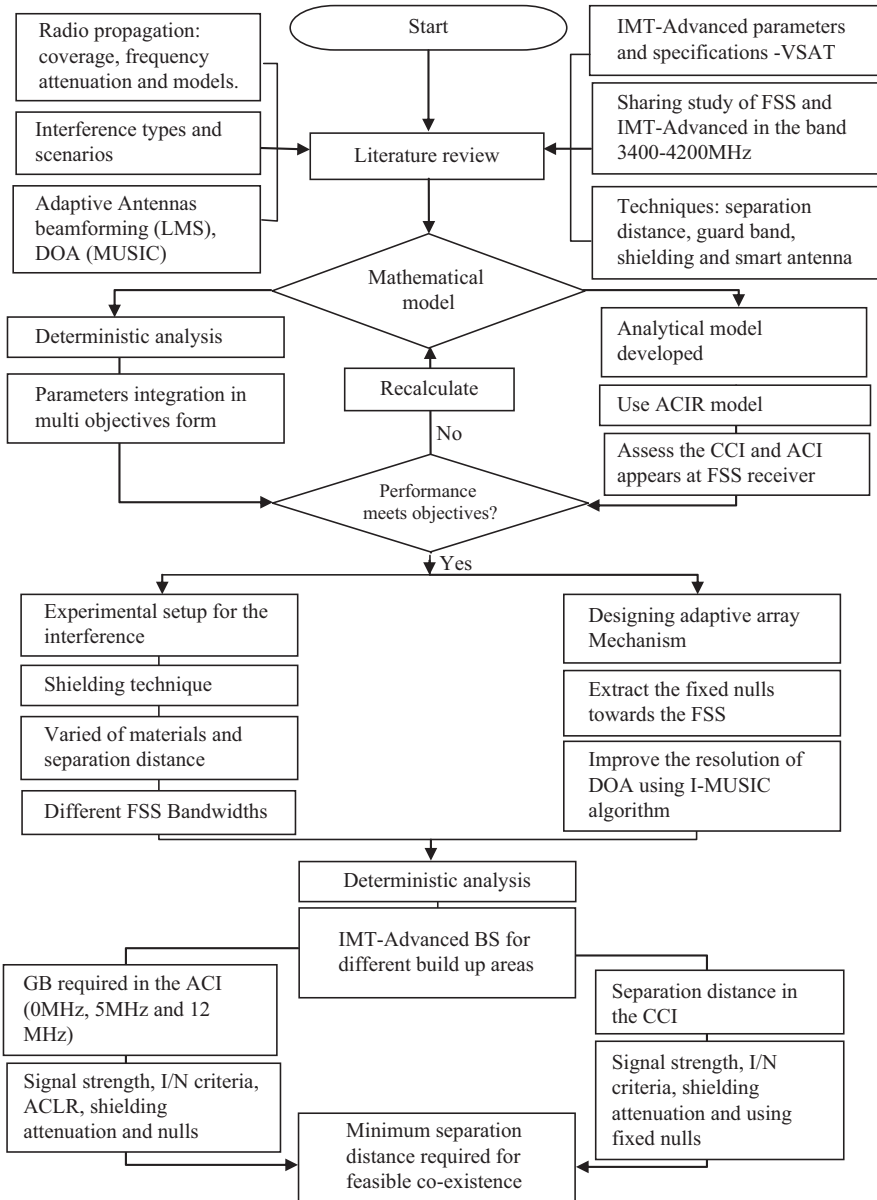 Start
Radio propagation:
coverage, frequency
attenuation and models.
Interference types and
scenarios
Adaptive Antennas
beamforming (LMS),
DOA (MUSIC)
IMT-Advanced parameters
and specifications -VSAT
Sharing study of FSS and
IMT-Advanced in the band
3400-4200MHz
Techniques: separation
distance, guard band,
shielding and smart antenna
Literature review
Mathematical
model
Deterministic analysis
Parameters integration in
multi objectives form
Recalculate
No
Analytical model
developed
Use ACIR model
Assess the CCI and ACI
appears at FSS receiver
Performance
meets objectives?
Yes
Experimental setup for the
interference
Shielding technique
Varied of materials and
separation distance
Different FSS Bandwidths
Designing adaptive array
Mechanism
Extract the fixed nulls
towards the FSS
Improve the resolution of
DOA using I-MUSIC
algorithm
Deterministic analysis
IMT-Advanced BS for
different build up areas
GB required in the ACI
(0MHz, 5MHz and 12
MHz)
Signal strength, I/N criteria,
ACLR, shielding
attenuation and nulls
Separation distance in
the CCI
Signal strength, I/N
criteria, shielding
attenuation and using
fixed nulls
Minimum separation
distance required for
feasible co-existence